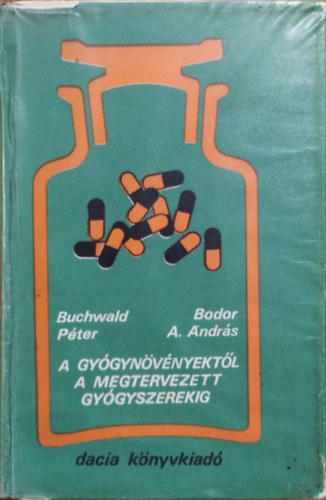 Buchwald Péter
Bodor A. András
A GYÓGYNÖVÉNYEKTŐL
A MEGTERVEZETT
GYÓGYSZEREKIG
dacia könyvkiadó